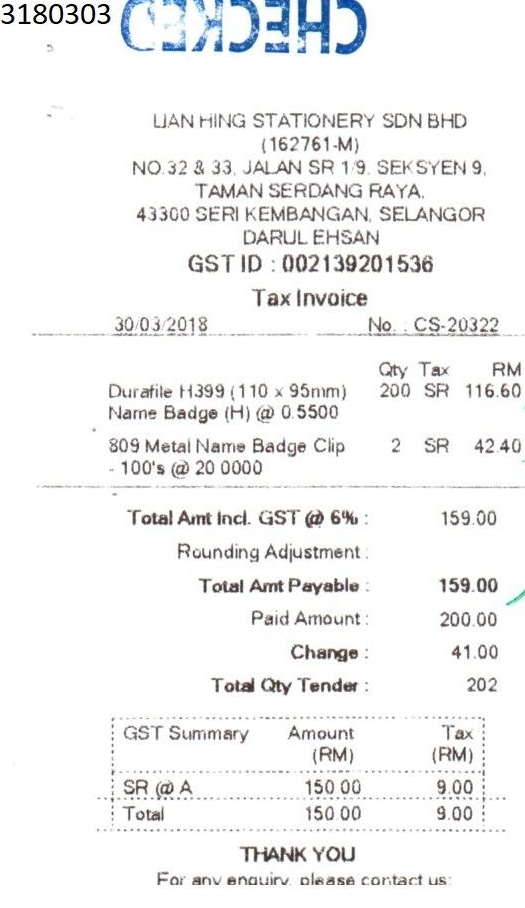 3180303
CHECKED
LIAN HING STATIONERY SDN BHD
(162761-M)
NO.32 & 33, JALAN SR 1/9, SEKSYEN 9,
TAMAN SERDANG RAYA,
43300 SERI KEMBANGAN, SELANGOR
DARUL EHSAN
GST ID : 002139201536
Tax Invoice
30/03/2018 No. : CS-20322
Qty Tax RM
Durafile H399 (110 x 95mm) 200 SR 116.60
Name Badge (H) @ 0.5500
809 Metal Name Badge Clip 2 SR 42.40
- 100's @ 20.0000
Total Amt Incl. GST @ 6% : 159.00
Rounding Adjustment :
Total Amt Payable : 159.00
Paid Amount : 200.00
Change : 41.00
Total Qty Tender : 202
GST Summary Amount Tax
(RM) (RM)
SR @ A 150.00 9.00
Total 150.00 9.00
THANK YOU
For any enquiry, please contact us: